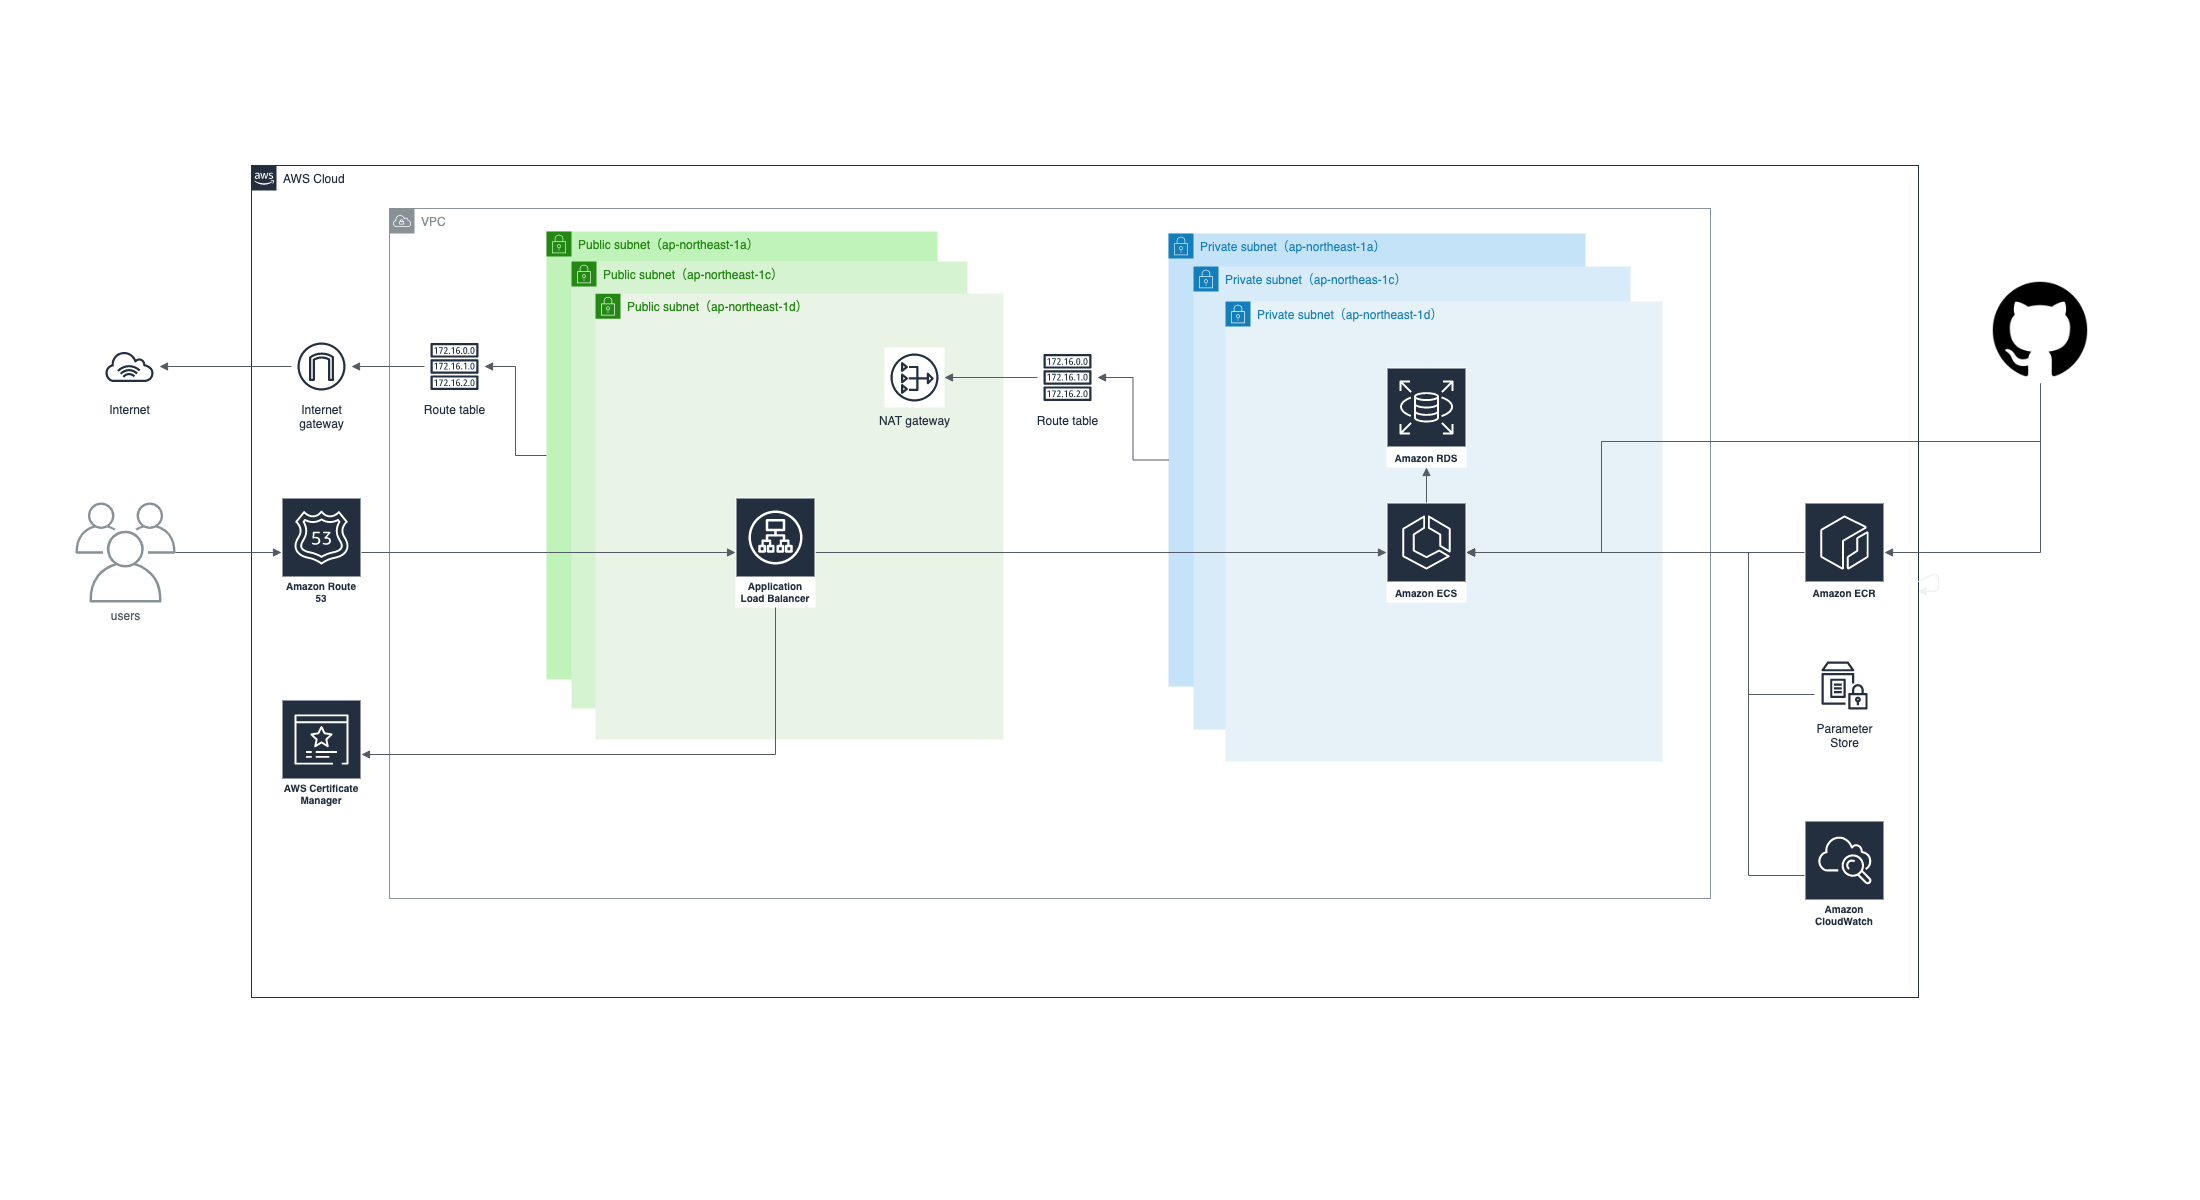 aws
AWS Cloud
VPC
Public subnet（ap-northeast-1a）
Public subnet（ap-northeast-1c）
Public subnet（ap-northeast-1d）
Private subnet（ap-northeast-1a）
Private subnet（ap-northeas-1c）
Private subnet（ap-northeast-1d）
Internet
Internet
gateway
172.16.0.0
172.16.1.0
172.16.2.0
Route table
NAT gateway
172.16.0.0
172.16.1.0
172.16.2.0
Route table
Amazon RDS
users
53
Amazon Route
53
Application
Load Balancer
Amazon ECS
Amazon ECR
AWS Certificate
Manager
Parameter
Store
Amazon
CloudWatch